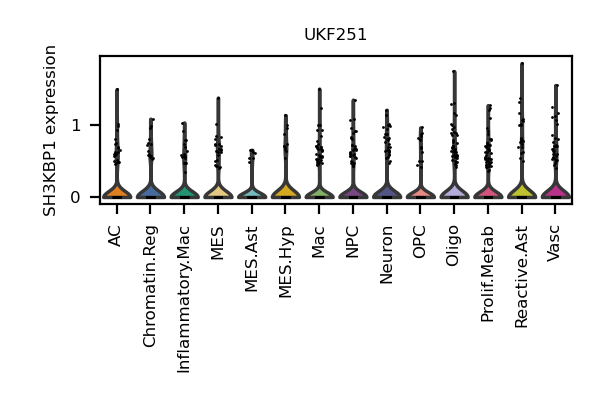 UKF251
SH3KBP1 expression
1
0
AC
Chromatin.Reg
Inflammatory.Mac
MES
MES.Ast
MES.Hyp
Mac
NPC
Neuron
OPC
Oligo
Prolif.Metab
Reactive.Ast
Vasc